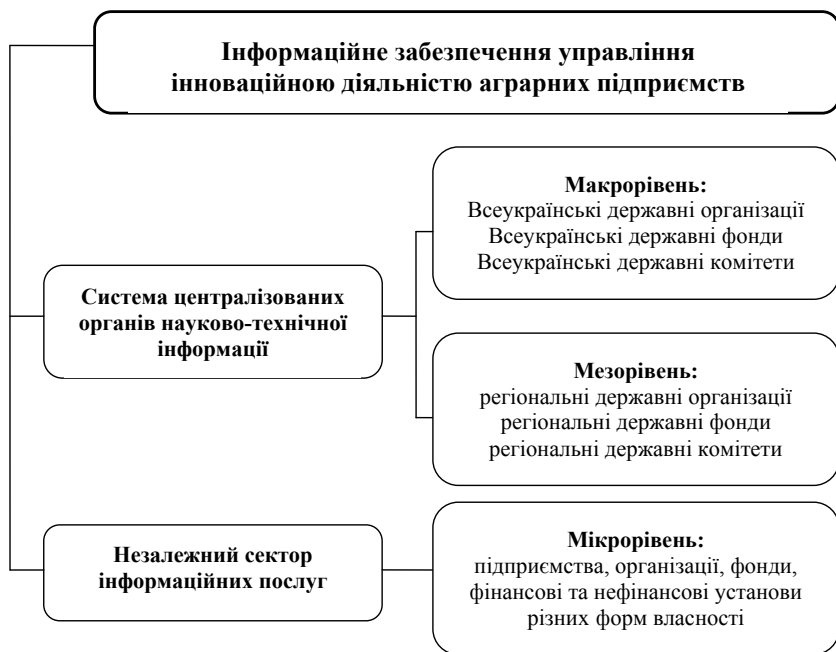 Інформаційне забезпечення управління
інноваційною діяльністю аграрних підприємств
Макрорівень:
Всеукраїнські державні організації
Всеукраїнські державні фонди
Всеукраїнські державні комітети
Система централізованих
органів науково-технічної
інформації
Мезорівень:
регіональні державні організації
регіональні державні фонди
регіональні державні комітети
Незалежний сектор
інформаційних послуг
Мікрорівень:
підприємства, організації, фонди,
фінансові та нефінансові установи
різних форм власності